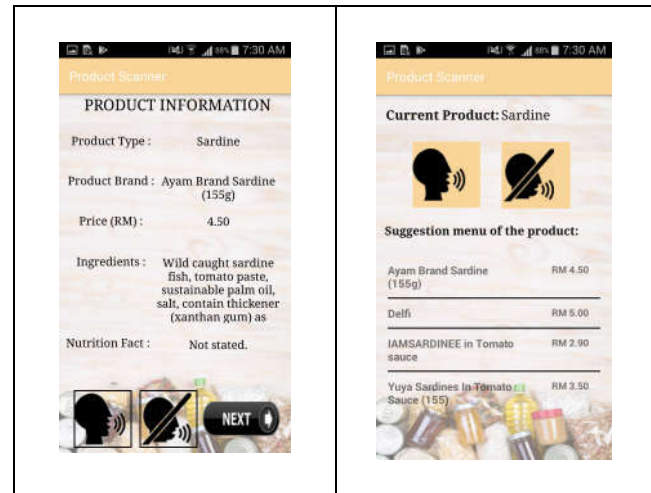 88% 7:30 AM
Product Scanner
PRODUCT INFORMATION
Product Type : Sardine
Product Brand : Ayam Brand Sardine
(155g)
Price (RM) : 4.50
Ingredients : Wild caught sardine
fish, tomato paste,
sustainable palm oil,
salt, contain thickener
(xanthan gum) as
Nutrition Fact : Not stated.
NEXT
88% 7:30 AM
Product Scanner
Current Product: Sardine
Suggestion menu of the product:
Ayam Brand Sardine RM 4.50
(155g)
Delfi RM 5.00
IAMSARDINEE in Tomato RM 2.90
sauce
Yuya Sardines In Tomato RM 3.50
Sauce (155)